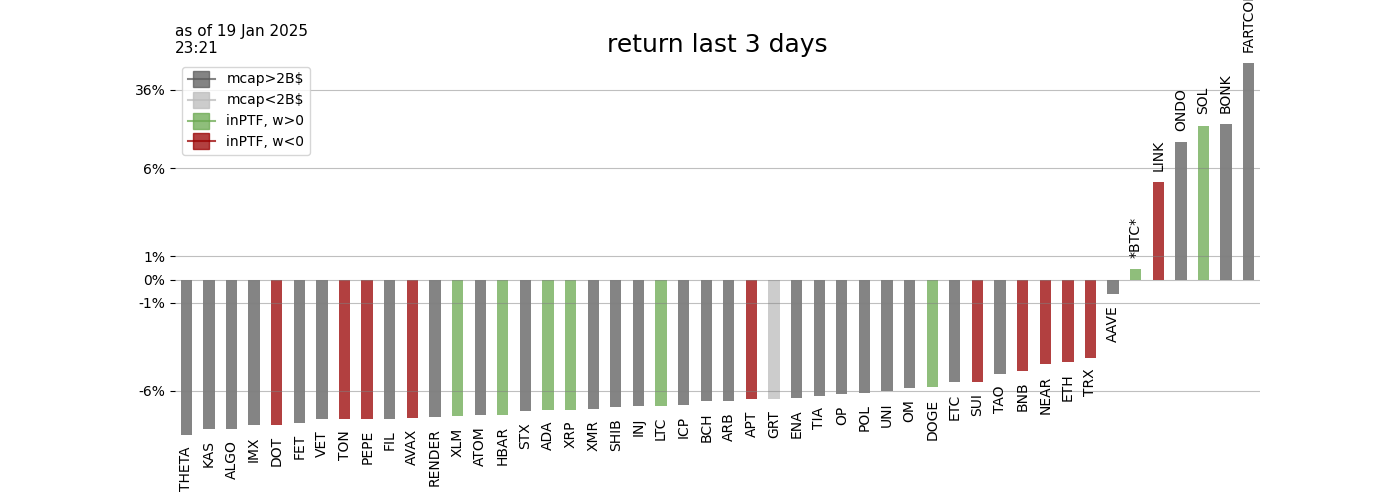 as of 19 Jan 2025
23:21
return last 3 days
mcap>2B$
mcap<2B$
inPTF, w>0
inPTF, w<0
36%
6%
1%
0%
-1%
-6%
THETA
KAS
ALGO
IMX
DOT
FET
VET
TON
PEPE
FIL
AVAX
RENDER
XLM
ATOM
HBAR
STX
ADA
XRP
XMR
SHIB
INJ
LTC
ICP
BCH
ARB
APT
GRT
ENA
TIA
OP
POL
UNI
OM
DOGE
ETC
SUI
TAO
BNB
NEAR
ETH
TRX
AAVE
*BTC*
LINK
ONDO
SOL
BONK